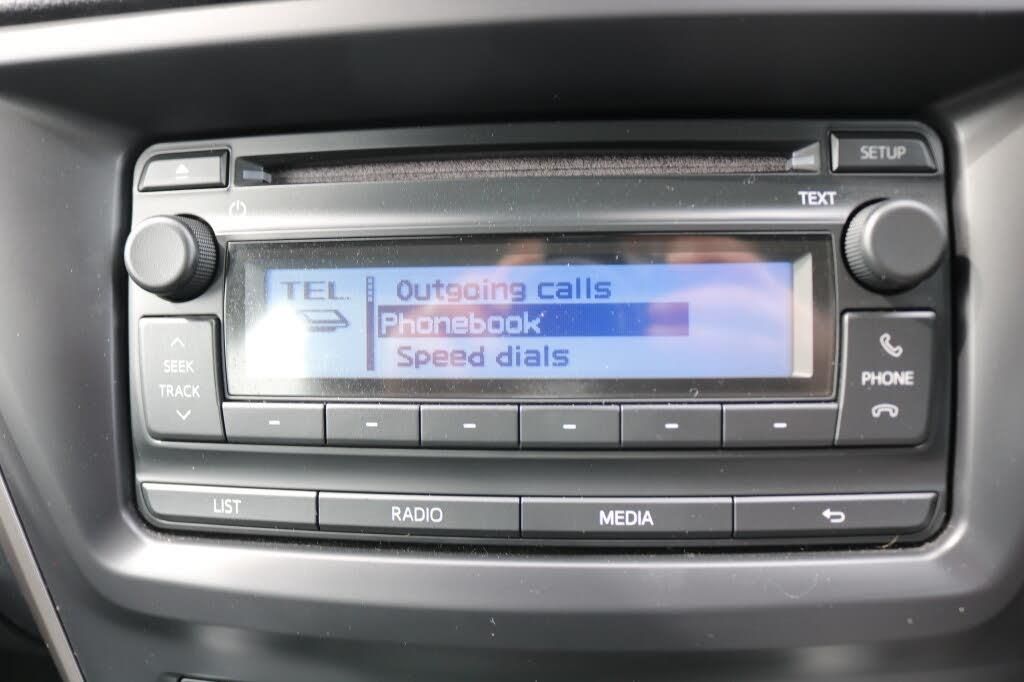 SETUP
TEXT
TEL.
Outgoing calls
Phonebook
Speed dials
SEEK
TRACK
PHONE
LIST
RADIO
MEDIA